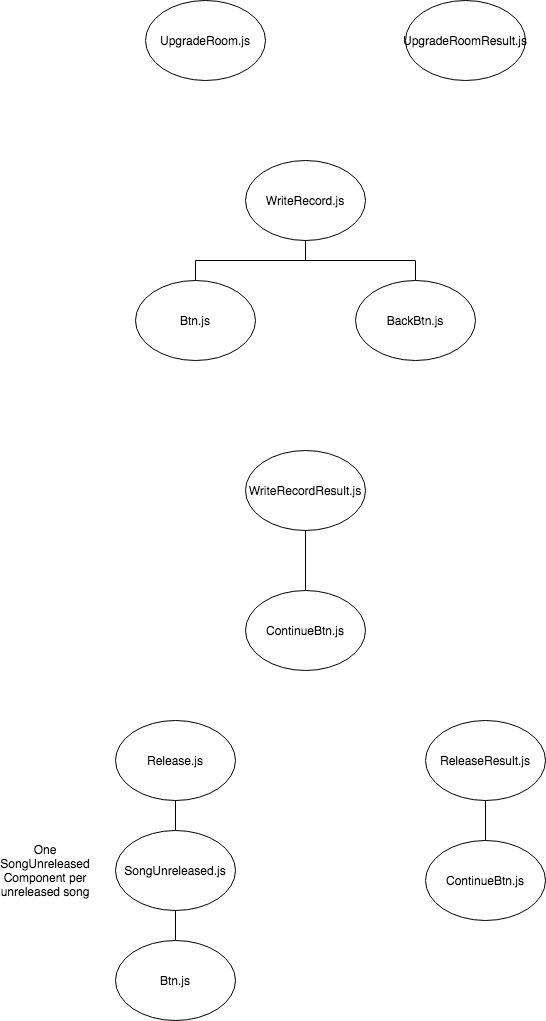 UpgradeRoom.js
UpgradeRoomResult.js
WriteRecord.js
Btn.js
BackBtn.js
WriteRecordResult.js
ContinueBtn.js
Release.js
ReleaseResult.js
One
SongUnreleased
Component per
unreleased song
SongUnreleased.js
ContinueBtn.js
Btn.js